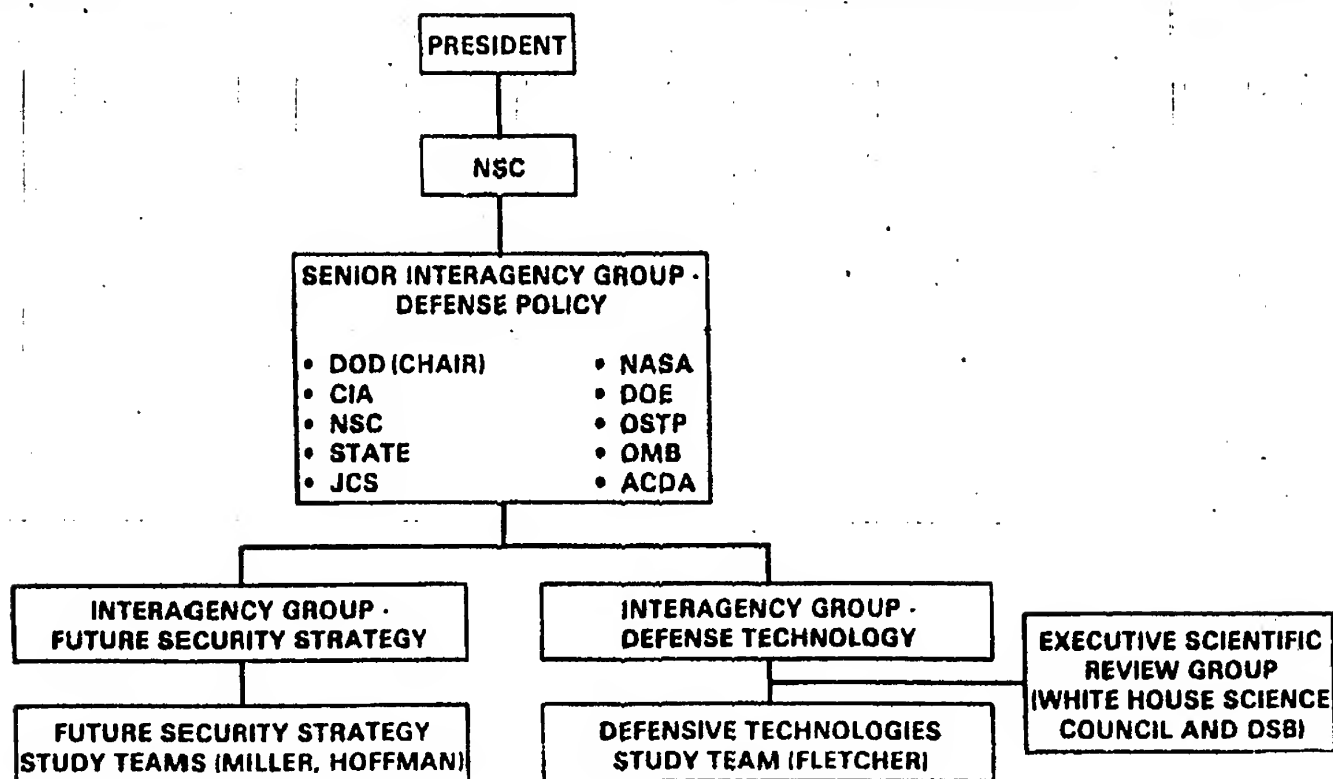 PRESIDENT
NSC
SENIOR INTERAGENCY GROUP -
DEFENSE POLICY
• DOD (CHAIR)
• CIA
• NSC
• STATE
• JCS
• NASA
• DOE
• OSTP
• OMB
• ACDA
INTERAGENCY GROUP -
FUTURE SECURITY STRATEGY
INTERAGENCY GROUP -
DEFENSE TECHNOLOGY
EXECUTIVE SCIENTIFIC
REVIEW GROUP
(WHITE HOUSE SCIENCE
COUNCIL AND DSB)
FUTURE SECURITY STRATEGY
STUDY TEAMS (MILLER, HOFFMAN)
DEFENSIVE TECHNOLOGIES
STUDY TEAM (FLETCHER)